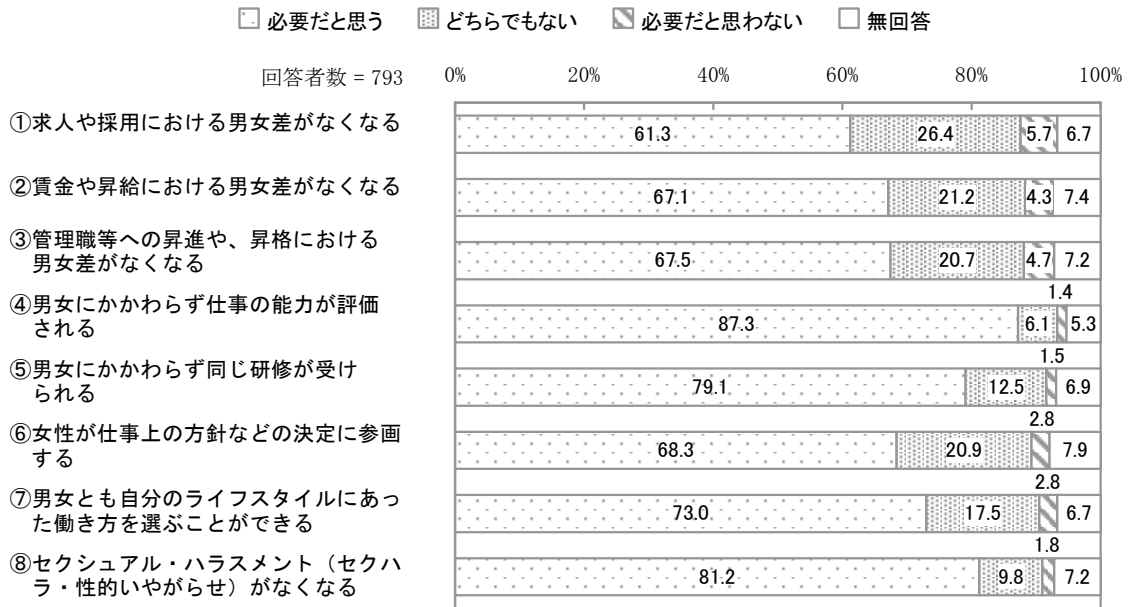 必要だと思う どちらでもない 必要だと思わない 無回答
回答者数 = 793 0% 20% 40% 60% 80% 100%
①求人や採用における男女差がなくなる 61.3 26.4 5.7 6.7
②賃金や昇給における男女差がなくなる 67.1 21.2 4.3 7.4
③管理職等への昇進や、昇格における
男女差がなくなる 67.5 20.7 4.7 7.2
1.4
④男女にかかわらず仕事の能力が評価
される 87.3 6.1 5.3
1.5
⑤男女にかかわらず同じ研修が受け
られる 79.1 12.5 6.9
2.8
⑥女性が仕事上の方針などの決定に参画
する 68.3 20.9 7.9
2.8
⑦男女とも自分のライフスタイルにあっ
た働き方を選ぶことができる 73.0 17.5 6.7
1.8
⑧セクシュアル・ハラスメント（セクハ
ラ・性的いやがらせ）がなくなる 81.2 9.8 7.2